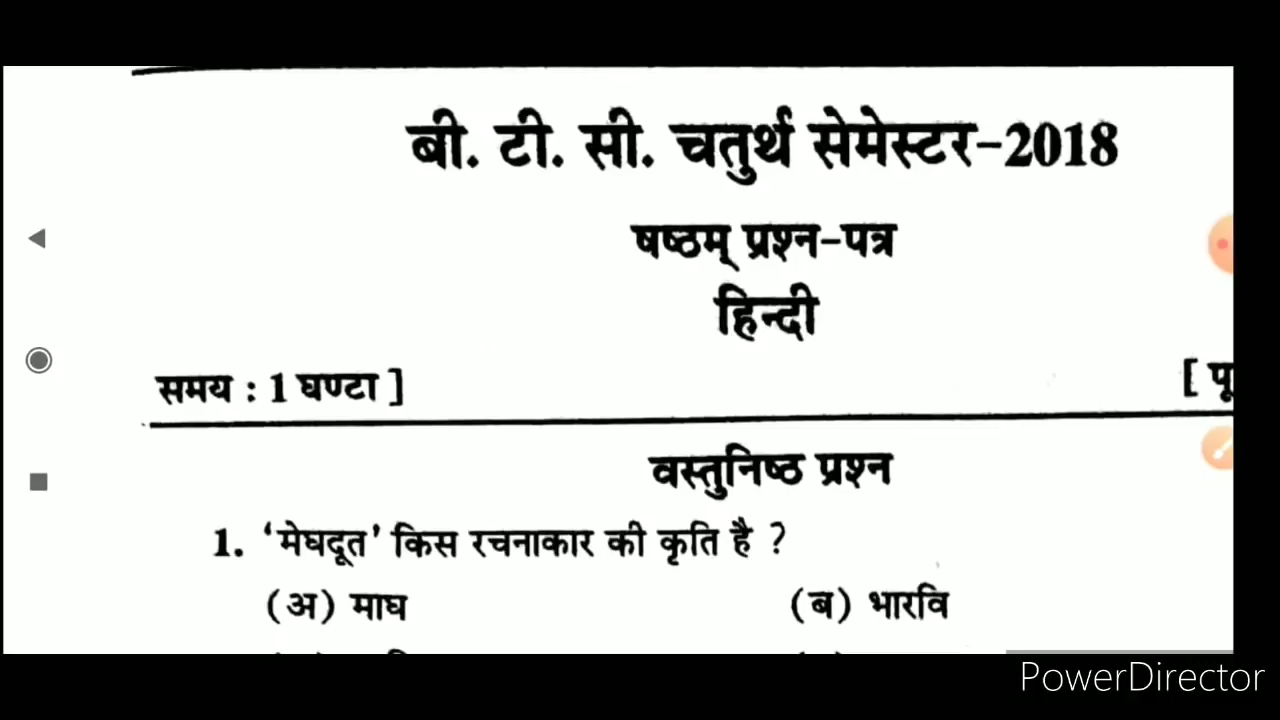 बी. टी. सी. चतुर्थ सेमेस्टर-2018
षष्ठम् प्रश्न-पत्र
हिन्दी
समय : 1 घण्टा ] [ पू
वस्तुनिष्ठ प्रश्न
1. ‘मेघदूत’ किस रचनाकार की कृति है ?
(अ) माघ (ब) भारवि
PowerDirector